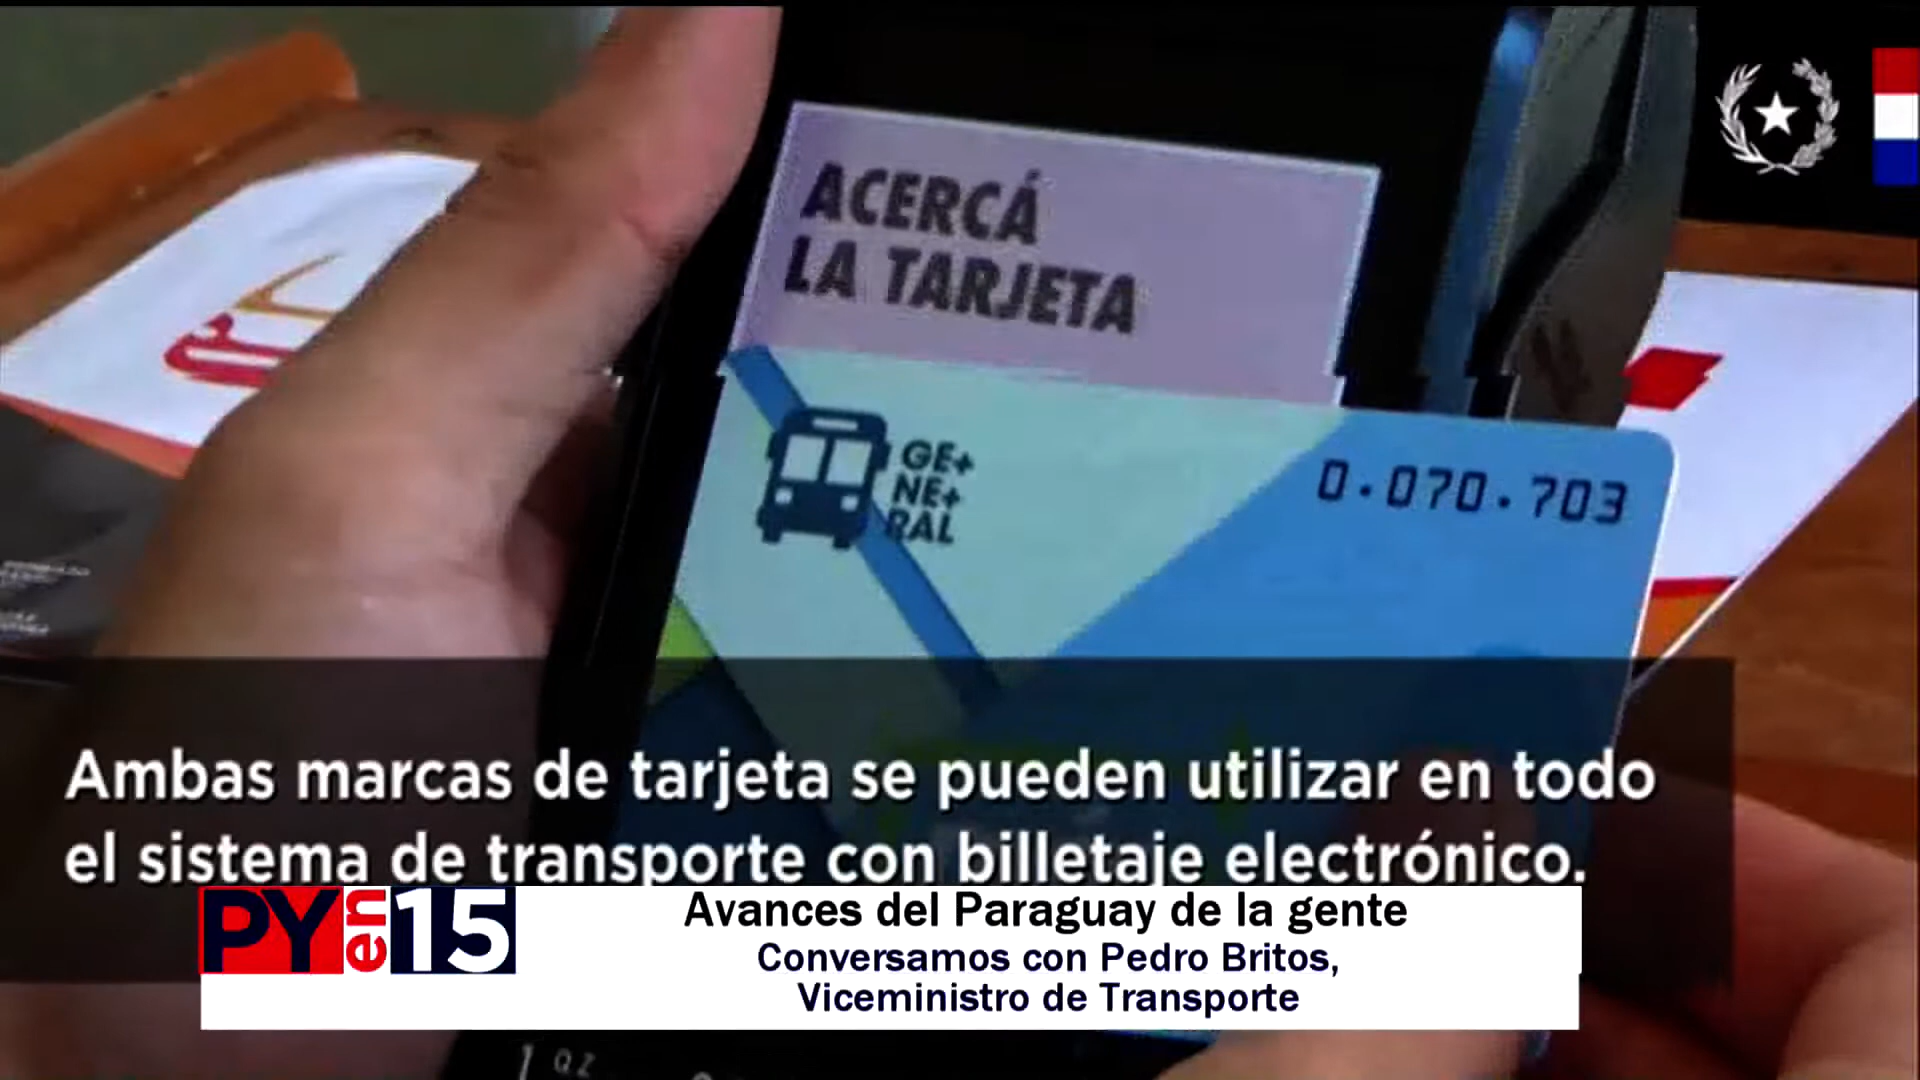 ACERCÁ
LA TARJETA
GE+
NE+
RAL
0.070.703
Ambas marcas de tarjeta se pueden utilizar en todo
el sistema de transporte con billetaje electrónico.
PY en 15
Avances del Paraguay de la gente
Conversamos con Pedro Britos,
Viceministro de Transporte
1 QZ